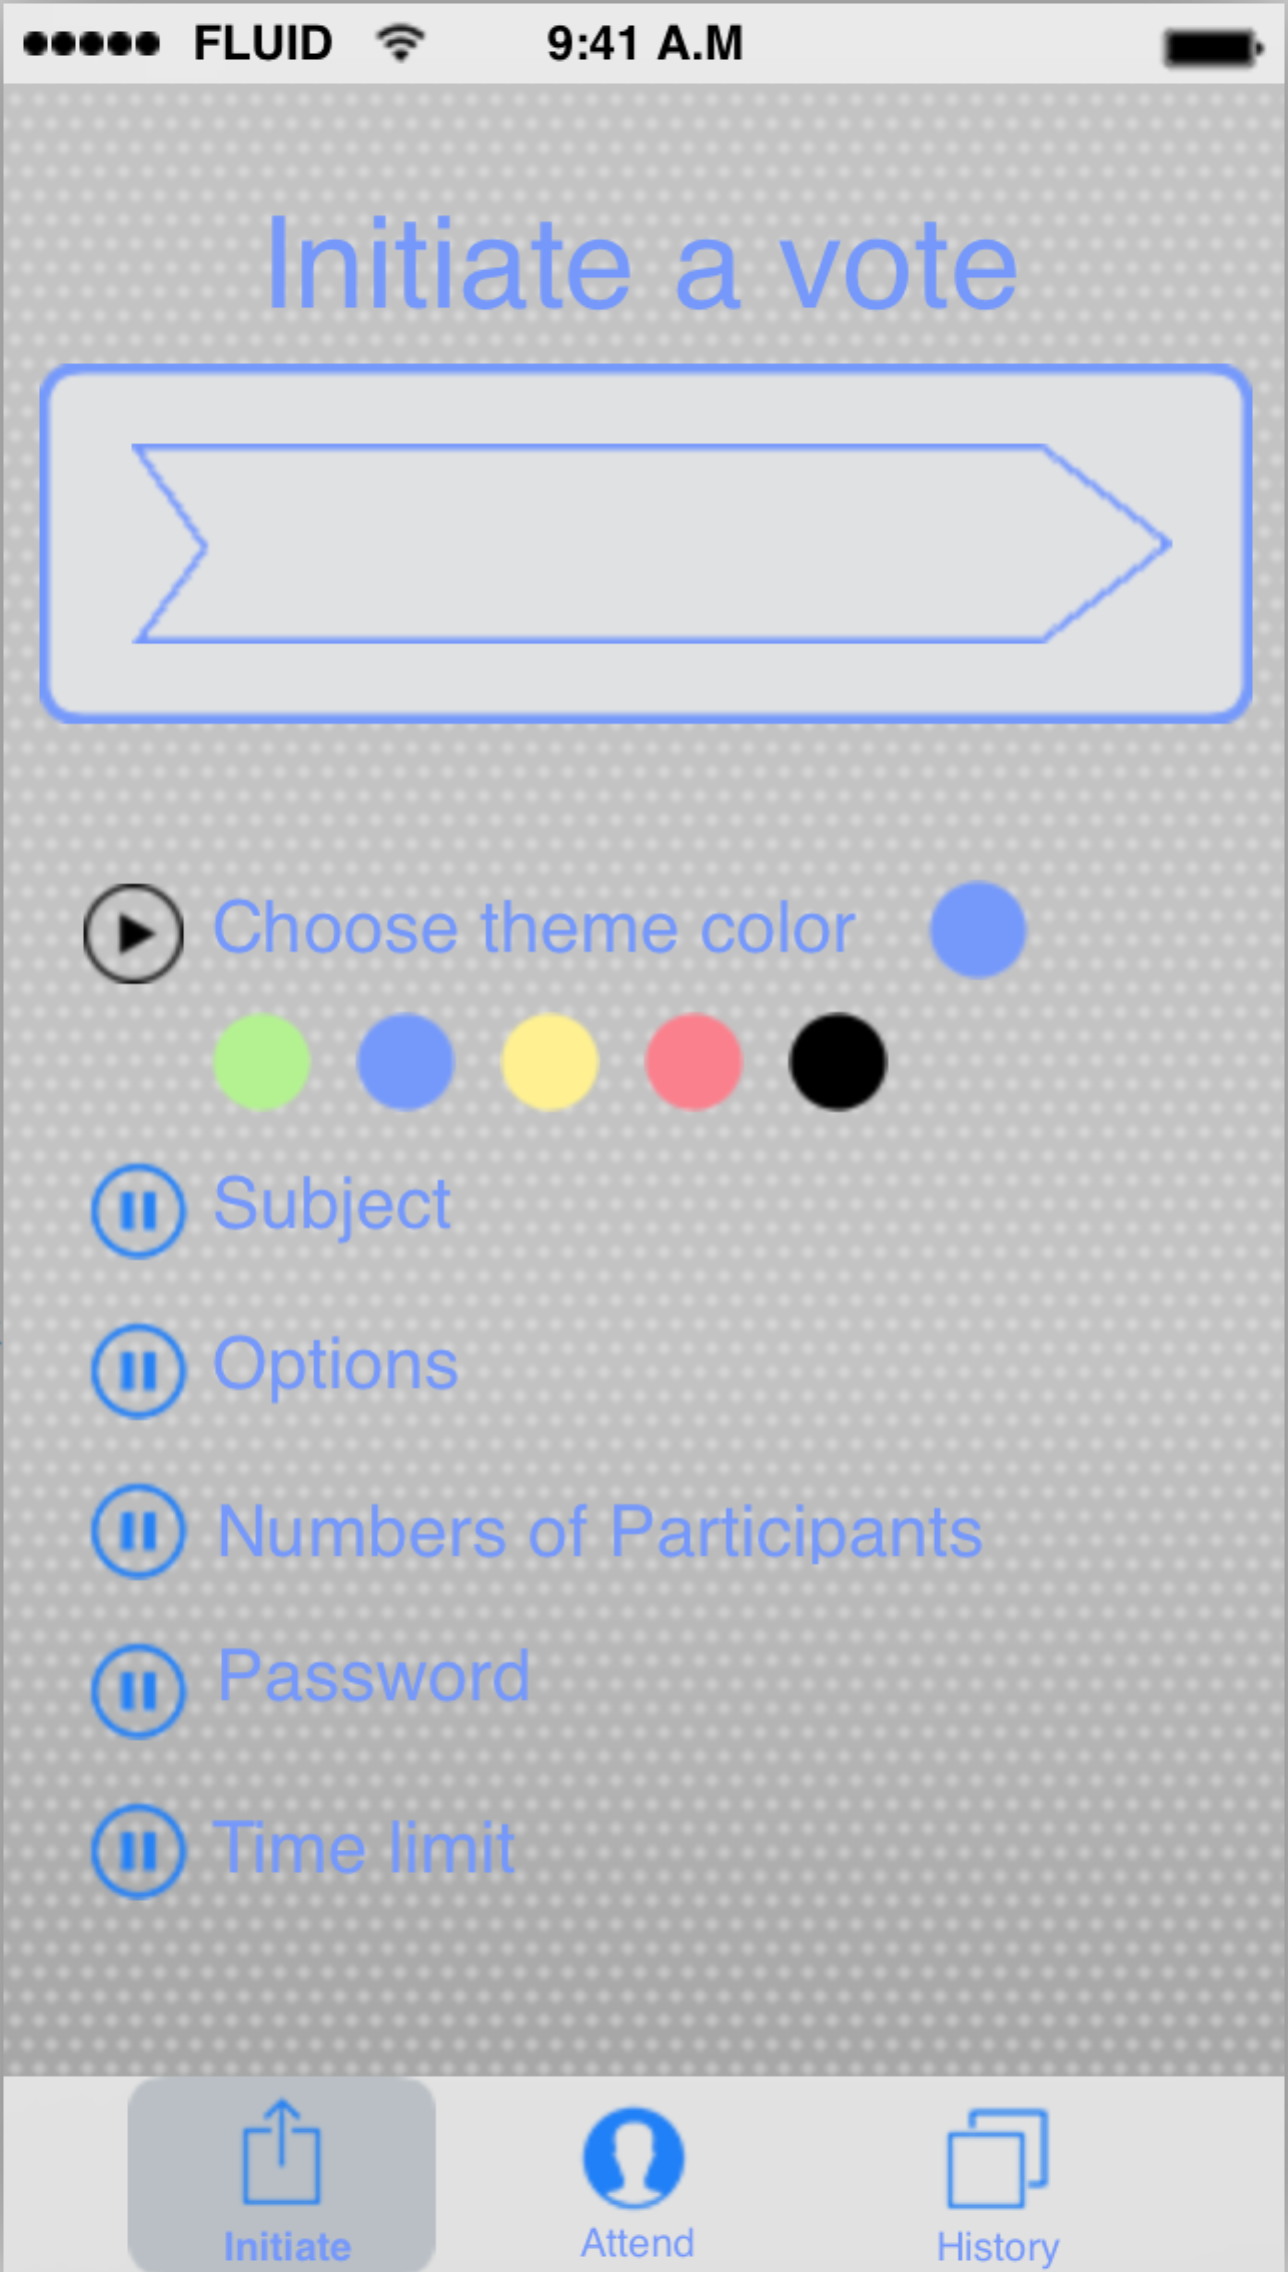 FLUID 9:41 A.M
Initiate a vote
Choose theme color
Subject
Options
Numbers of Participants
Password
Time limit
Initiate Attend History